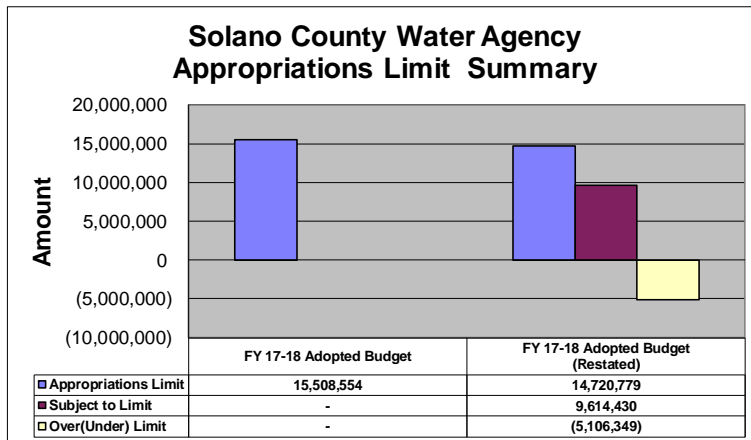 Solano County Water Agency
Appropriations Limit Summary
Amount
20,000,000
15,000,000
10,000,000
5,000,000
0
(5,000,000)
(10,000,000)
FY 17-18 Adopted Budget
FY 17-18 Adopted Budget
(Restated)
Appropriations Limit 15,508,554 14,720,779
Subject to Limit - 9,614,430
Over(Under) Limit - (5,106,349)